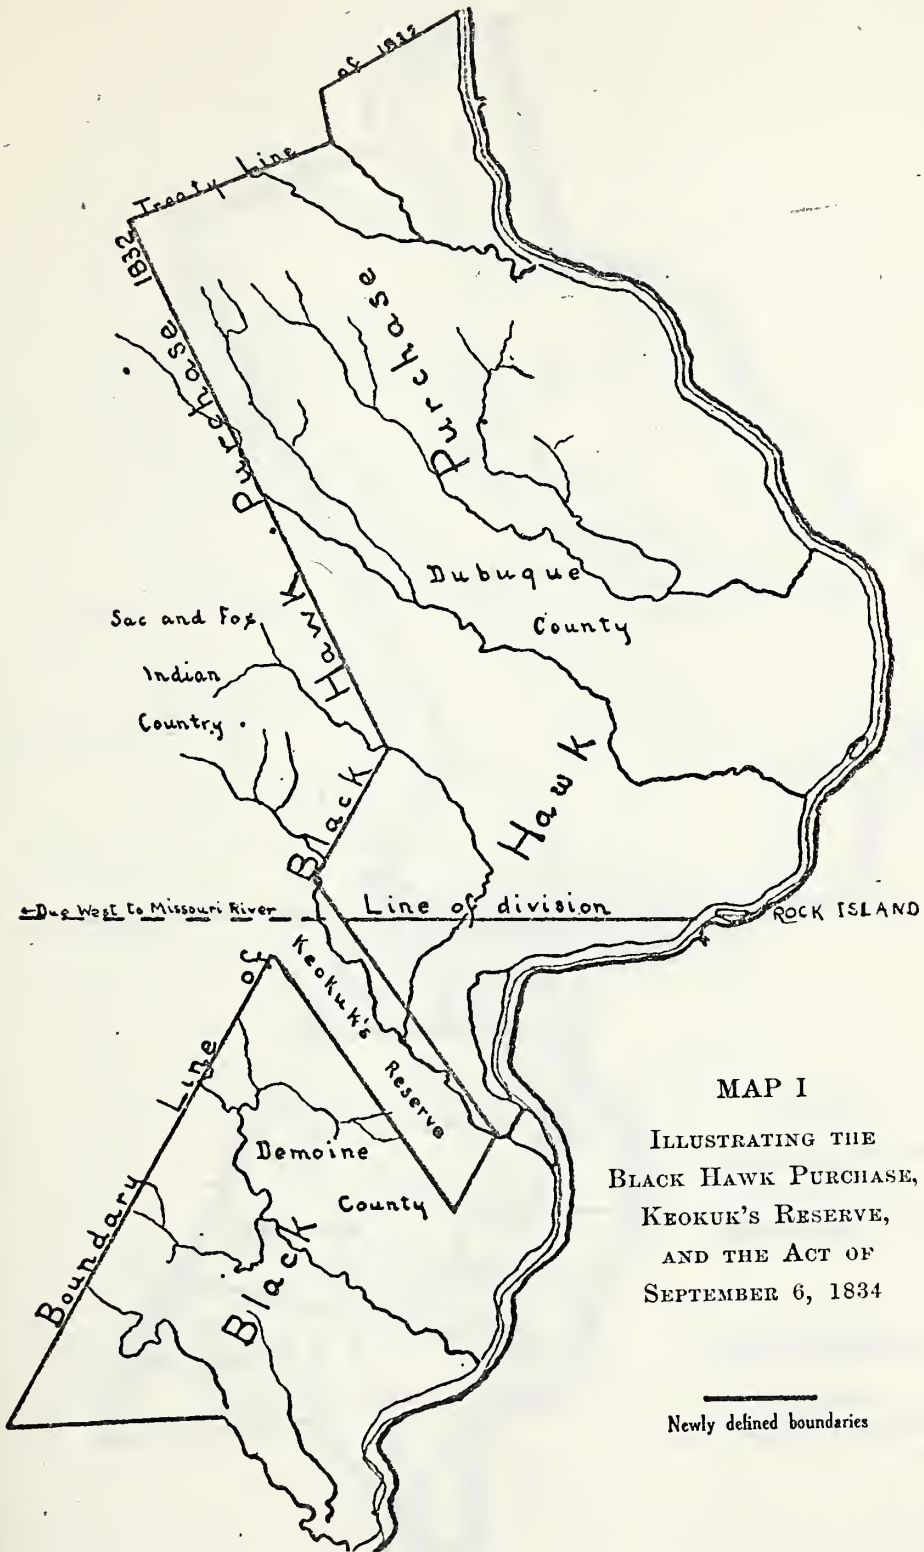 Treaty Line of 1832
Boundary Line of Black Hawk Purchase 1832
Black Hawk Purchase
Dubuque
County
Sac and Fox
Indian
Country
←Due West to Missouri River
Line of division
ROCK ISLAND
Keokuk's Reserve
Demoine
County
MAP I
ILLUSTRATING THE
BLACK HAWK PURCHASE,
KEOKUK'S RESERVE,
AND THE ACT OF
SEPTEMBER 6, 1834
Newly defined boundaries